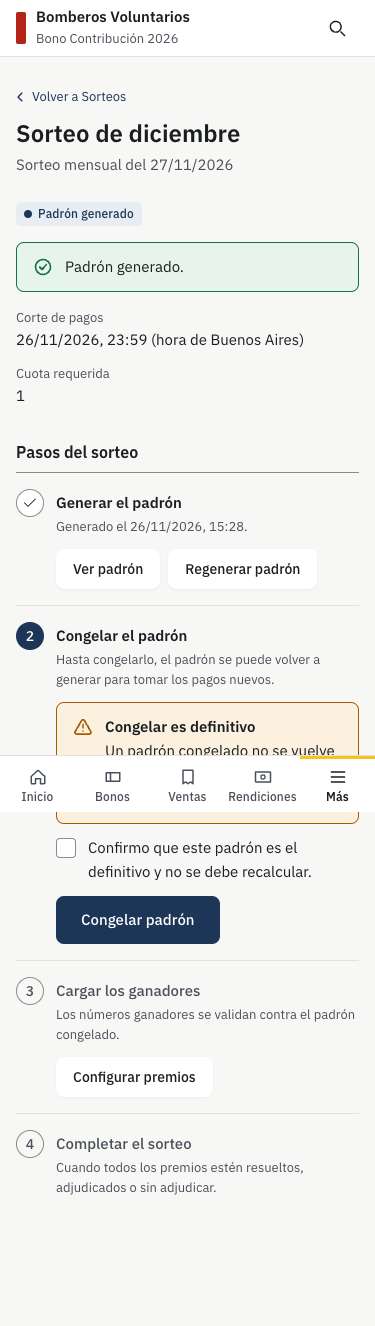 Bomberos Voluntarios
Bono Contribución 2026
Volver a Sorteos
Sorteo de diciembre
Sorteo mensual del 27/11/2026
Padrón generado
Padrón generado.
Corte de pagos
26/11/2026, 23:59 (hora de Buenos Aires)
Cuota requerida
1
Pasos del sorteo
Generar el padrón
Generado el 26/11/2026, 15:28.
Ver padrón
Regenerar padrón
2
Congelar el padrón
Hasta congelarlo, el padrón se puede volver a
generar para tomar los pagos nuevos.
Congelar es definitivo
Un padrón congelado no se vuelve
Inicio
Bonos
Ventas
Rendiciones
Más
Confirmo que este padrón es el
definitivo y no se debe recalcular.
Congelar padrón
3
Cargar los ganadores
Los números ganadores se validan contra el padrón
congelado.
Configurar premios
4
Completar el sorteo
Cuando todos los premios estén resueltos,
adjudicados o sin adjudicar.